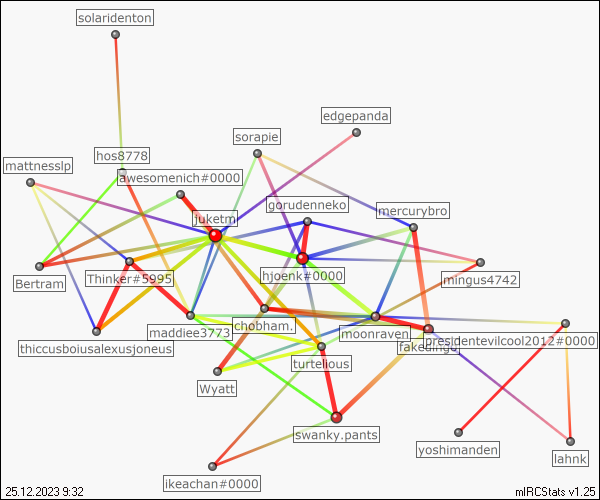 solaridenton
edgepanda
sorapie
hos8778
mattnesslp
awesomenich#0000
gorudenneko
mercurybro
juketm
hjoenk#0000
Thinker#5995
Bertram
mingus4742
chobham.
maddiee3773
moonraven
presidentevilcool2012#0000
fakedingo
thiccusboiusalexusjoneus
turtelious
Wyatt
swanky.pants
yoshimanden
lahnk
ikeachan#0000
25.12.2023 9:32
mIRCStats v1.25